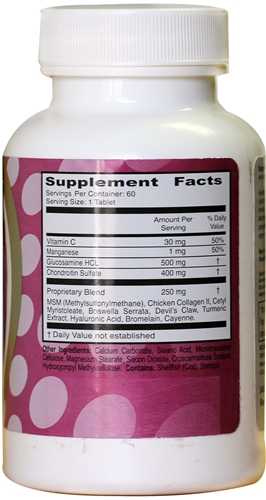 Supplement Facts
Servings Per Container: 60
Serving Size: 1 Tablet
Amount Per % Daily
Serving Value
Vitamin C 30 mg 50%
Manganese 1 mg 50%
Glucosamine HCL 500 mg †
Chondroitin Sulfate 400 mg †
Proprietary Blend 250 mg †
MSM (Methylsulfonylmethane), Chicken Collagen II, Cetyl
Myristoleate, Boswella Serrata, Devil's Claw, Turmeric
Extract, Hyaluronic Acid, Bromelain, Cayenne.
† Daily Value not established
Other Ingredients: Calcium Carbonate, Stearic Acid, Microcrystalline
Cellulose, Magnesium Stearate, Silicon Dioxide, Croscarmellose Sodium,
Hydroxypropyl Methylcellulose. Contains: Shellfish (Crab, Shrimp).